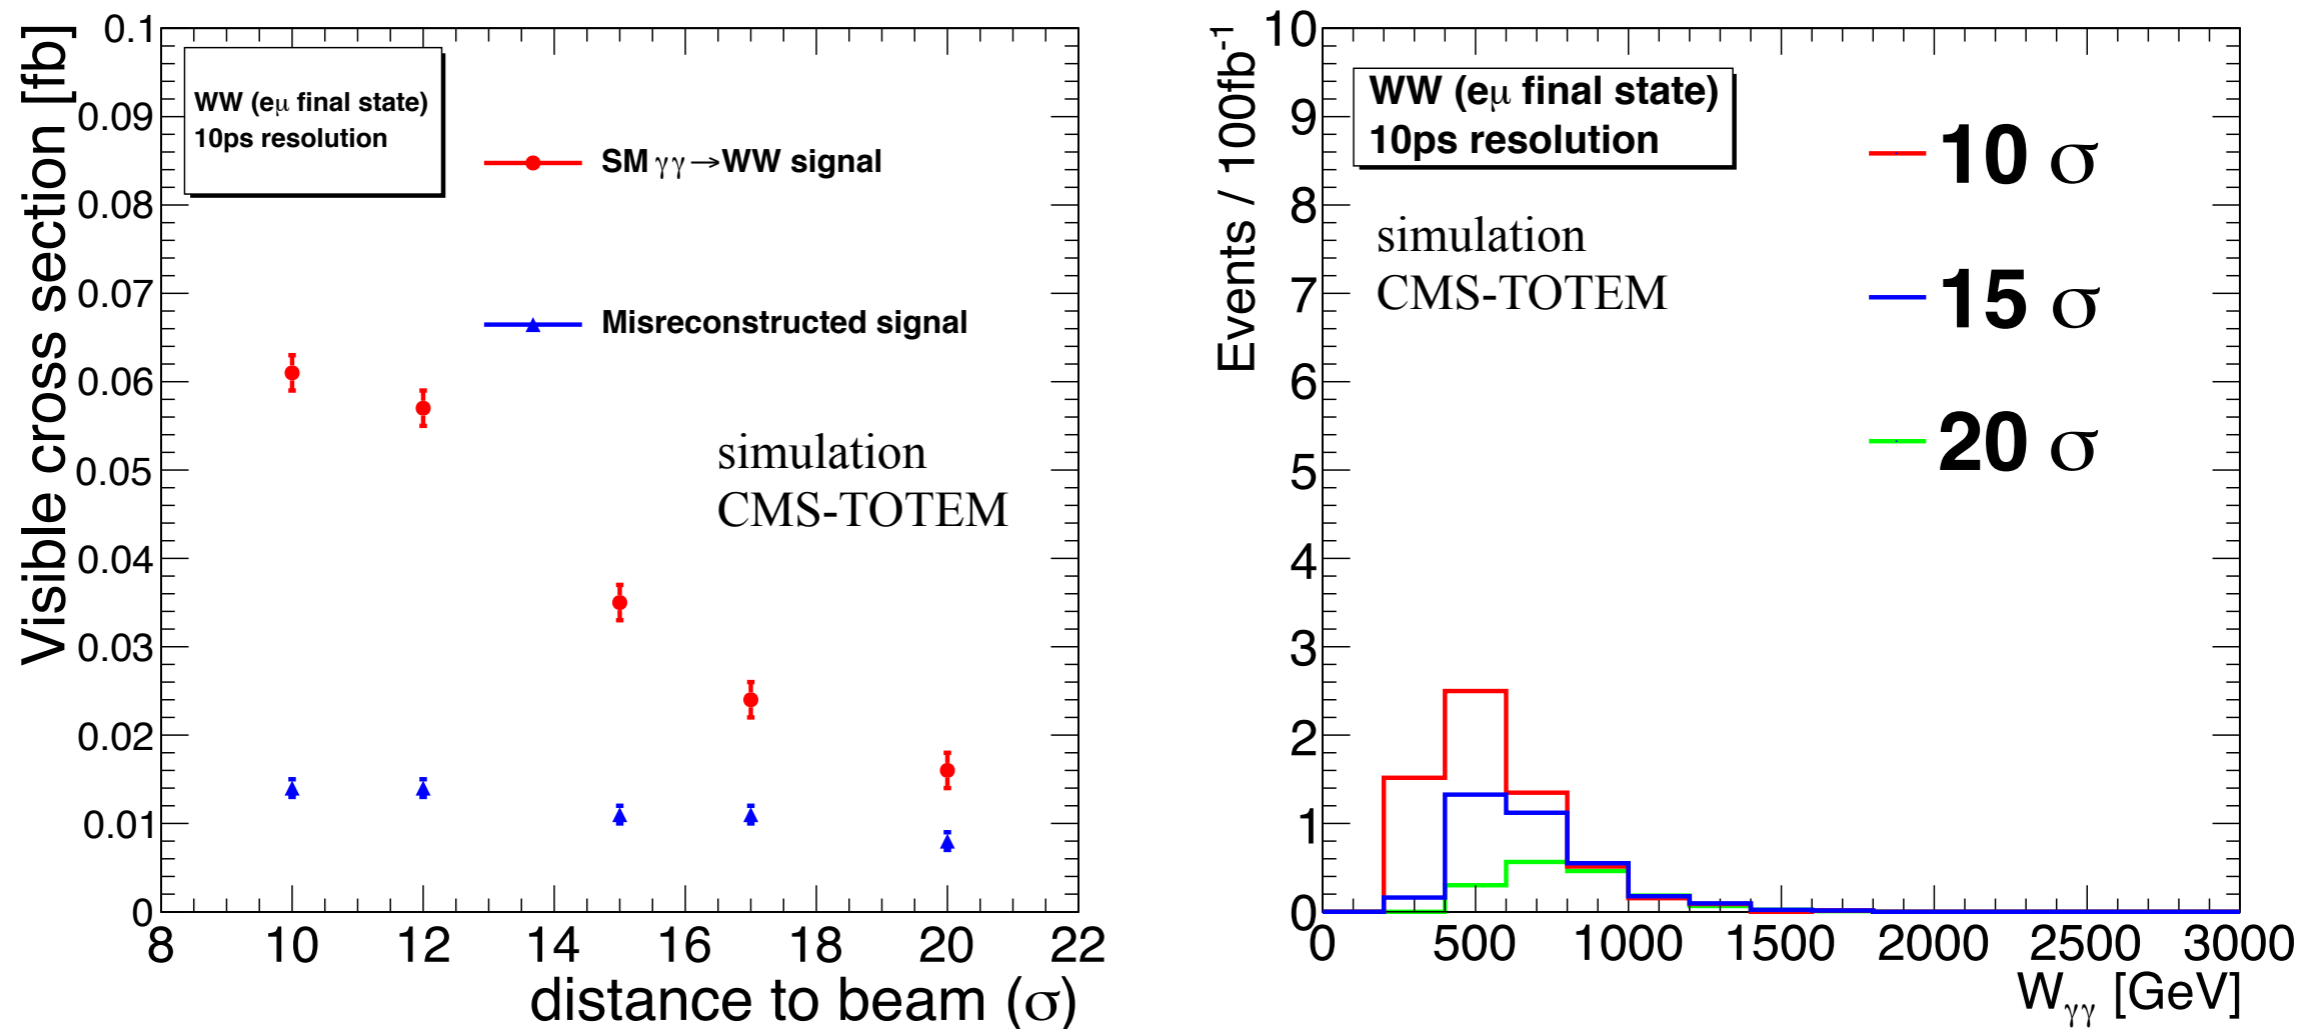 Visible cross section [fb]
0.1
0.09
0.08
0.07
0.06
0.05
0.04
0.03
0.02
0.01
0
WW (eμ final state)
10ps resolution
SM γγ→WW signal
Misreconstructed signal
simulation
CMS-TOTEM
8 10 12 14 16 18 20 22
distance to beam (σ)
Events / 100fb⁻¹
10
9
8
7
6
5
4
3
2
1
0
WW (eμ final state)
10ps resolution
simulation
CMS-TOTEM
10 σ
15 σ
20 σ
0 500 1000 1500 2000 2500 3000
Wγγ [GeV]